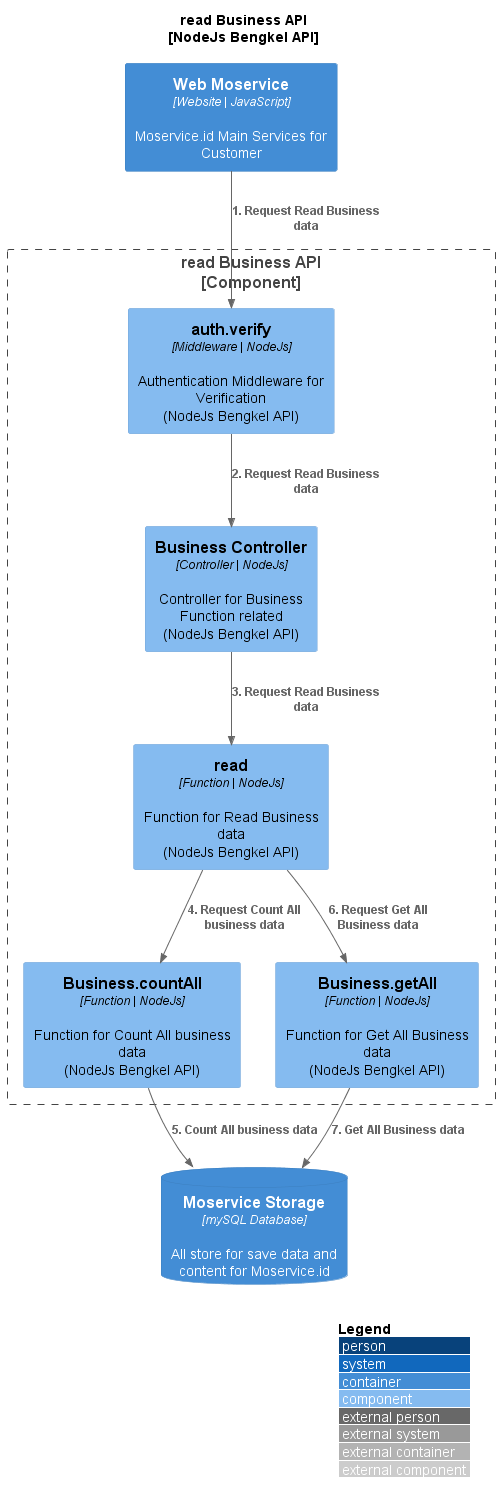 read Business API
[NodeJs Bengkel API]
Web Moservice
[Website | JavaScript]
Moservice.id Main Services for
Customer
1. Request Read Business
data
read Business API
[Component]
auth.verify
[Middleware | NodeJs]
Authentication Middleware for
Verification
(NodeJs Bengkel API)
2. Request Read Business
data
Business Controller
[Controller | NodeJs]
Controller for Business
Function related
(NodeJs Bengkel API)
3. Request Read Business
data
read
[Function | NodeJs]
Function for Read Business
data
(NodeJs Bengkel API)
4. Request Count All
business data
6. Request Get All
Business data
Business.countAll
[Function | NodeJs]
Function for Count All business
data
(NodeJs Bengkel API)
Business.getAll
[Function | NodeJs]
Function for Get All Business
data
(NodeJs Bengkel API)
5. Count All business data
7. Get All Business data
Moservice Storage
[mySQL Database]
All store for save data and
content for Moservice.id
Legend
person
system
container
component
external person
external system
external container
external component